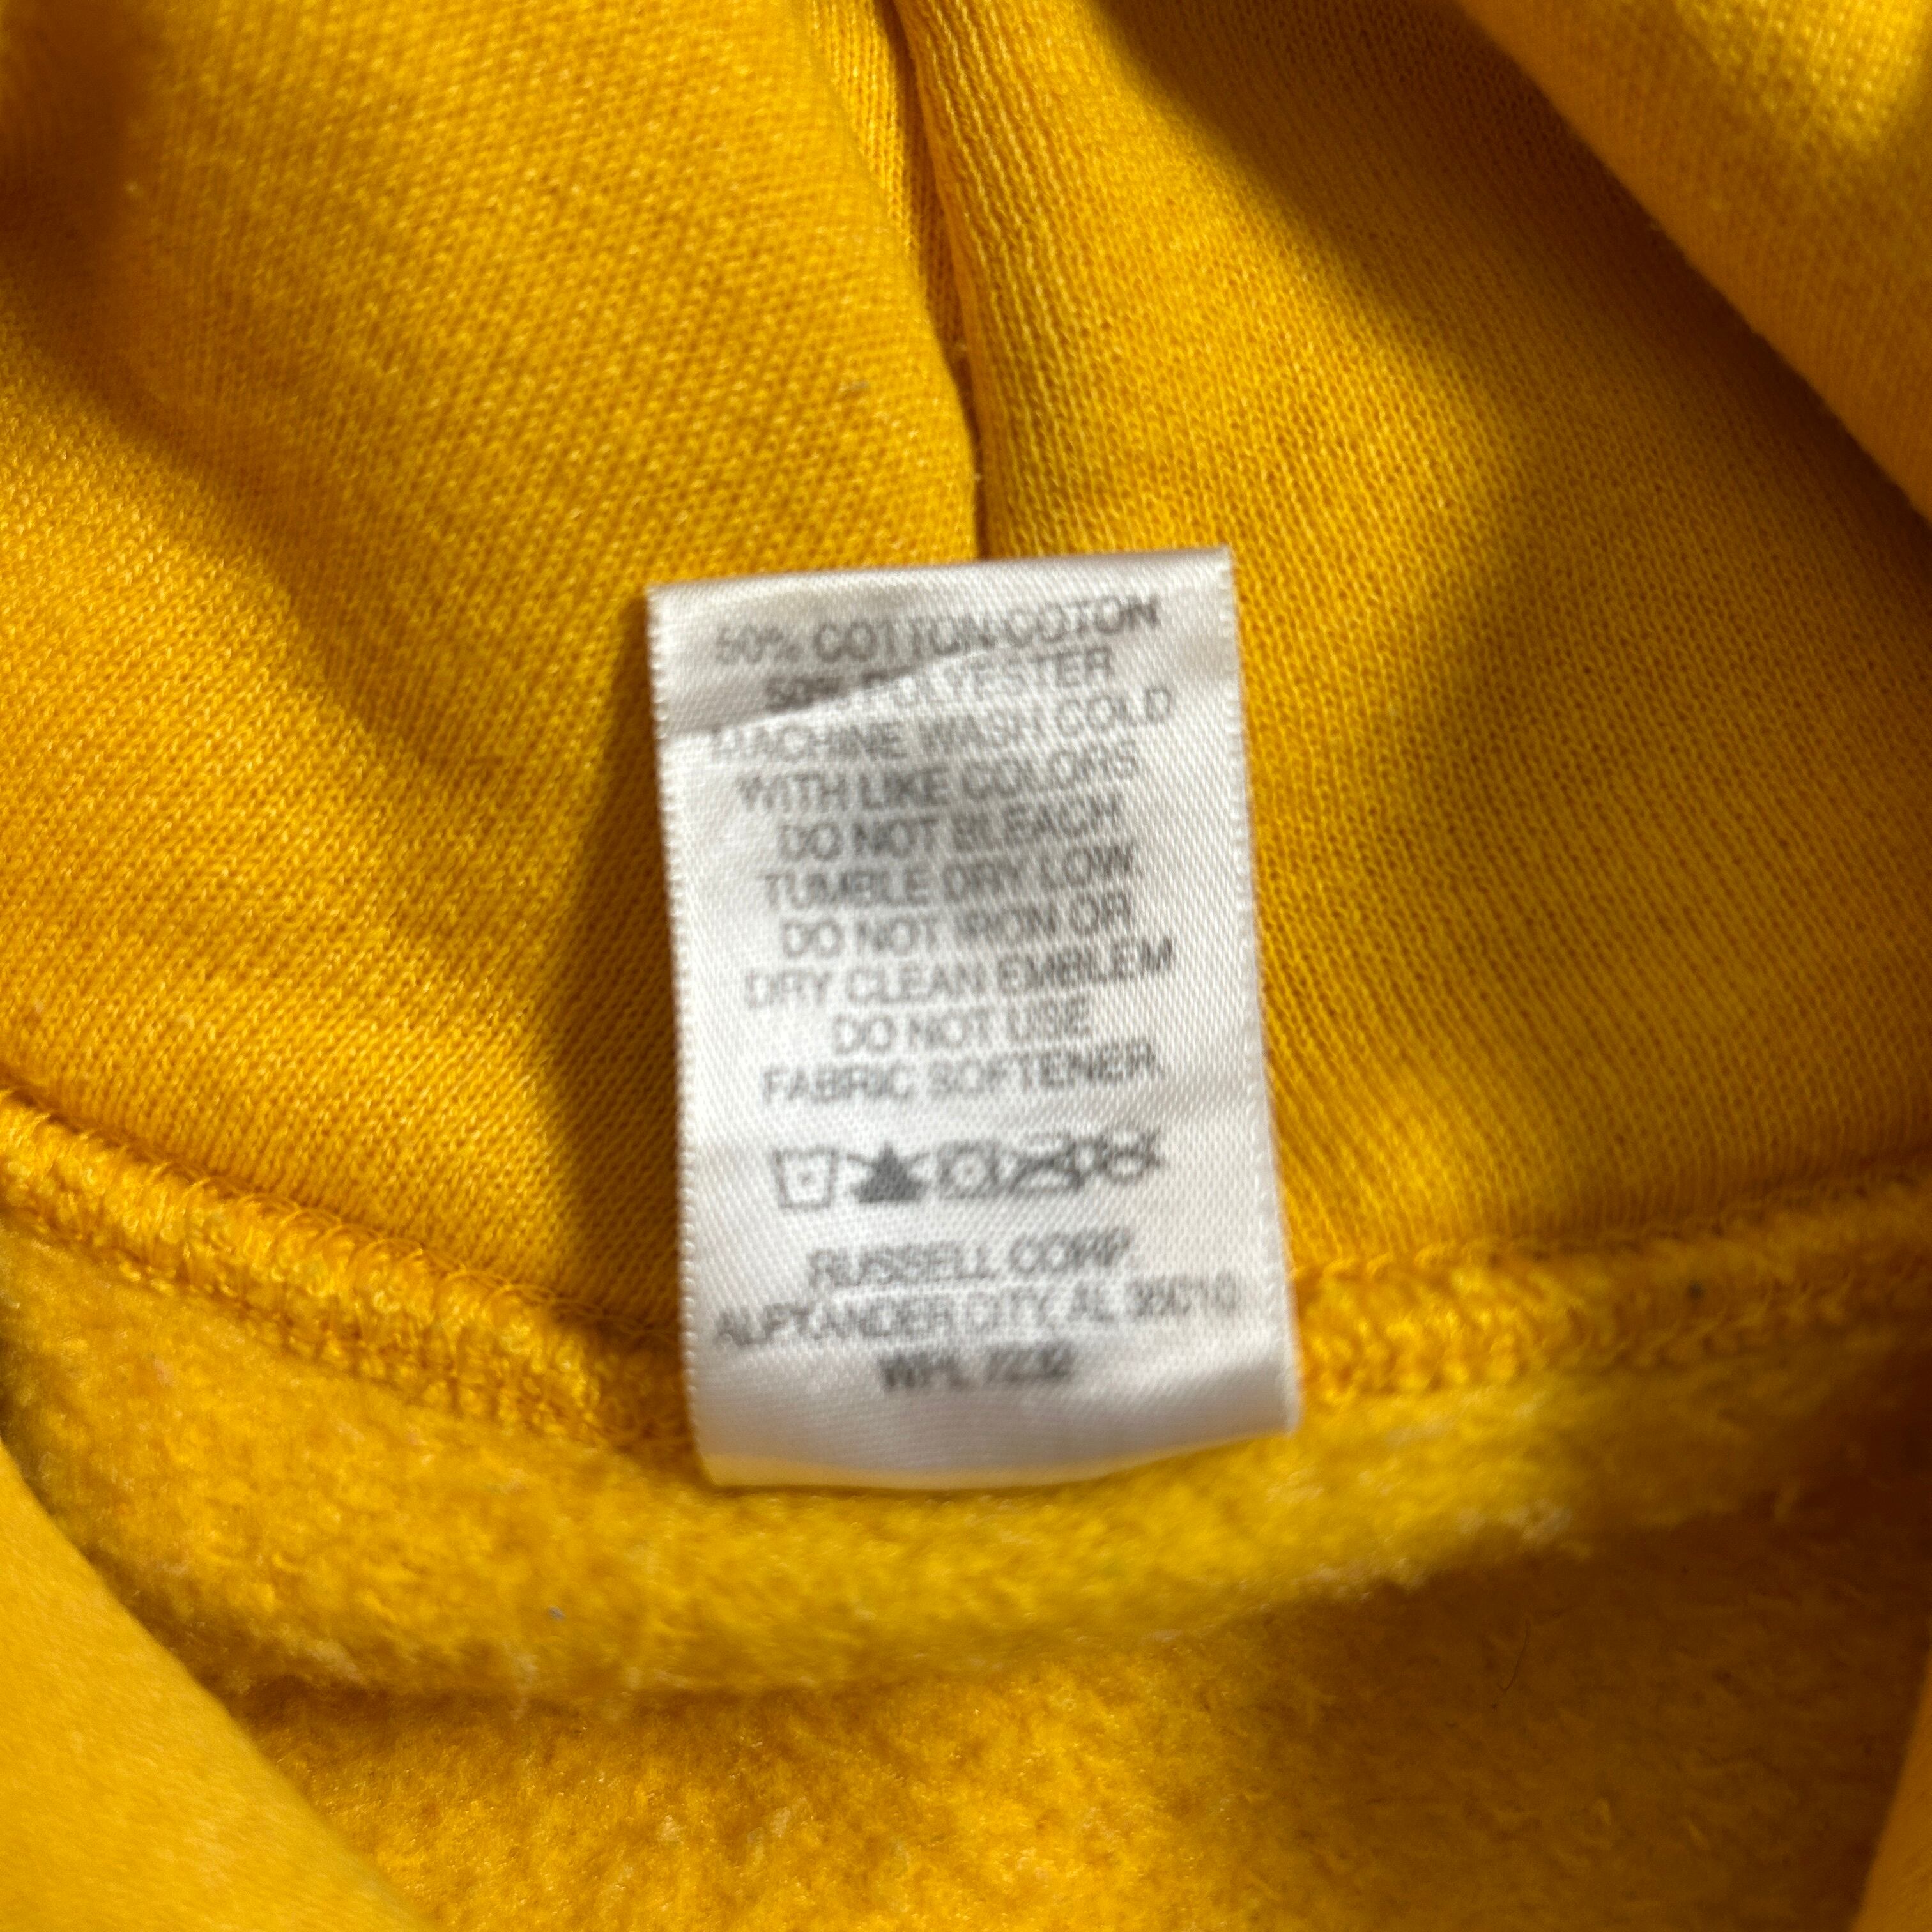 50% COTTON·COTON
50% POLYESTER
MACHINE WASH COLD
WITH LIKE COLORS
DO NOT BLEACH
TUMBLE DRY LOW
DO NOT IRON OR
DRY CLEAN EMBLEM
DO NOT USE
FABRIC SOFTENER
RUSSELL CORP.
ALEXANDER CITY, AL 35010